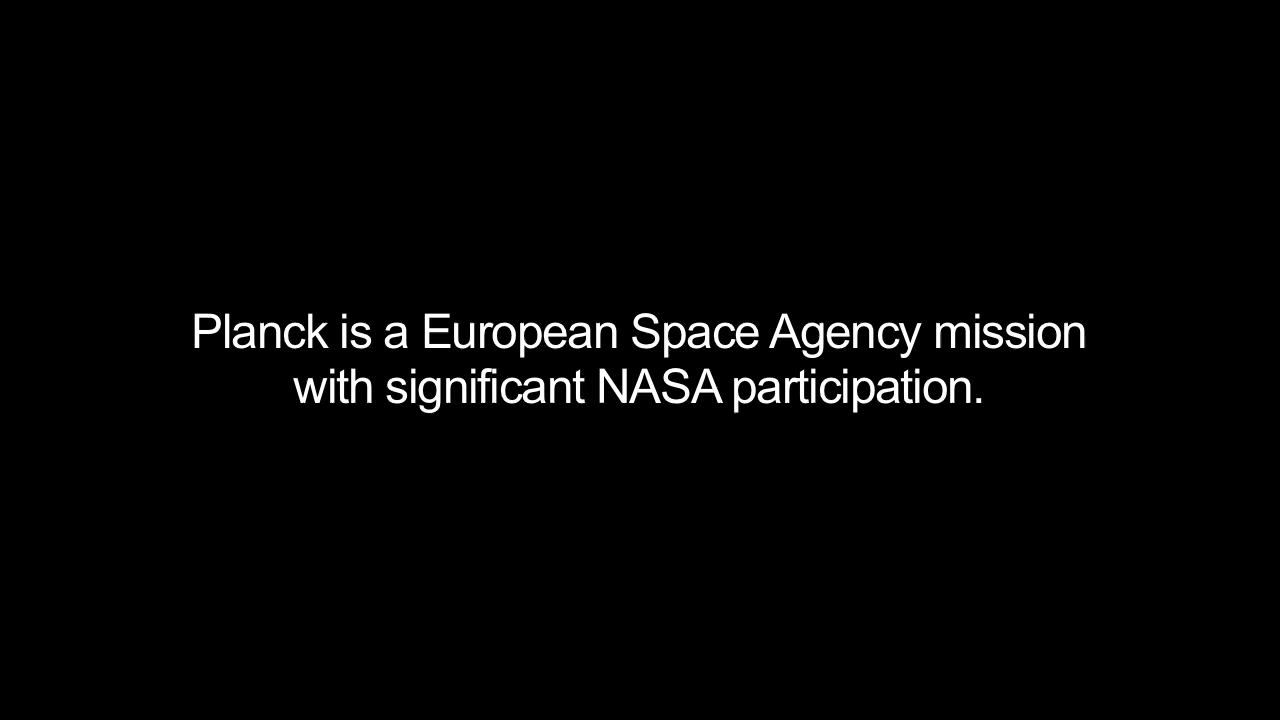 Planck is a European Space Agency mission
with significant NASA participation.